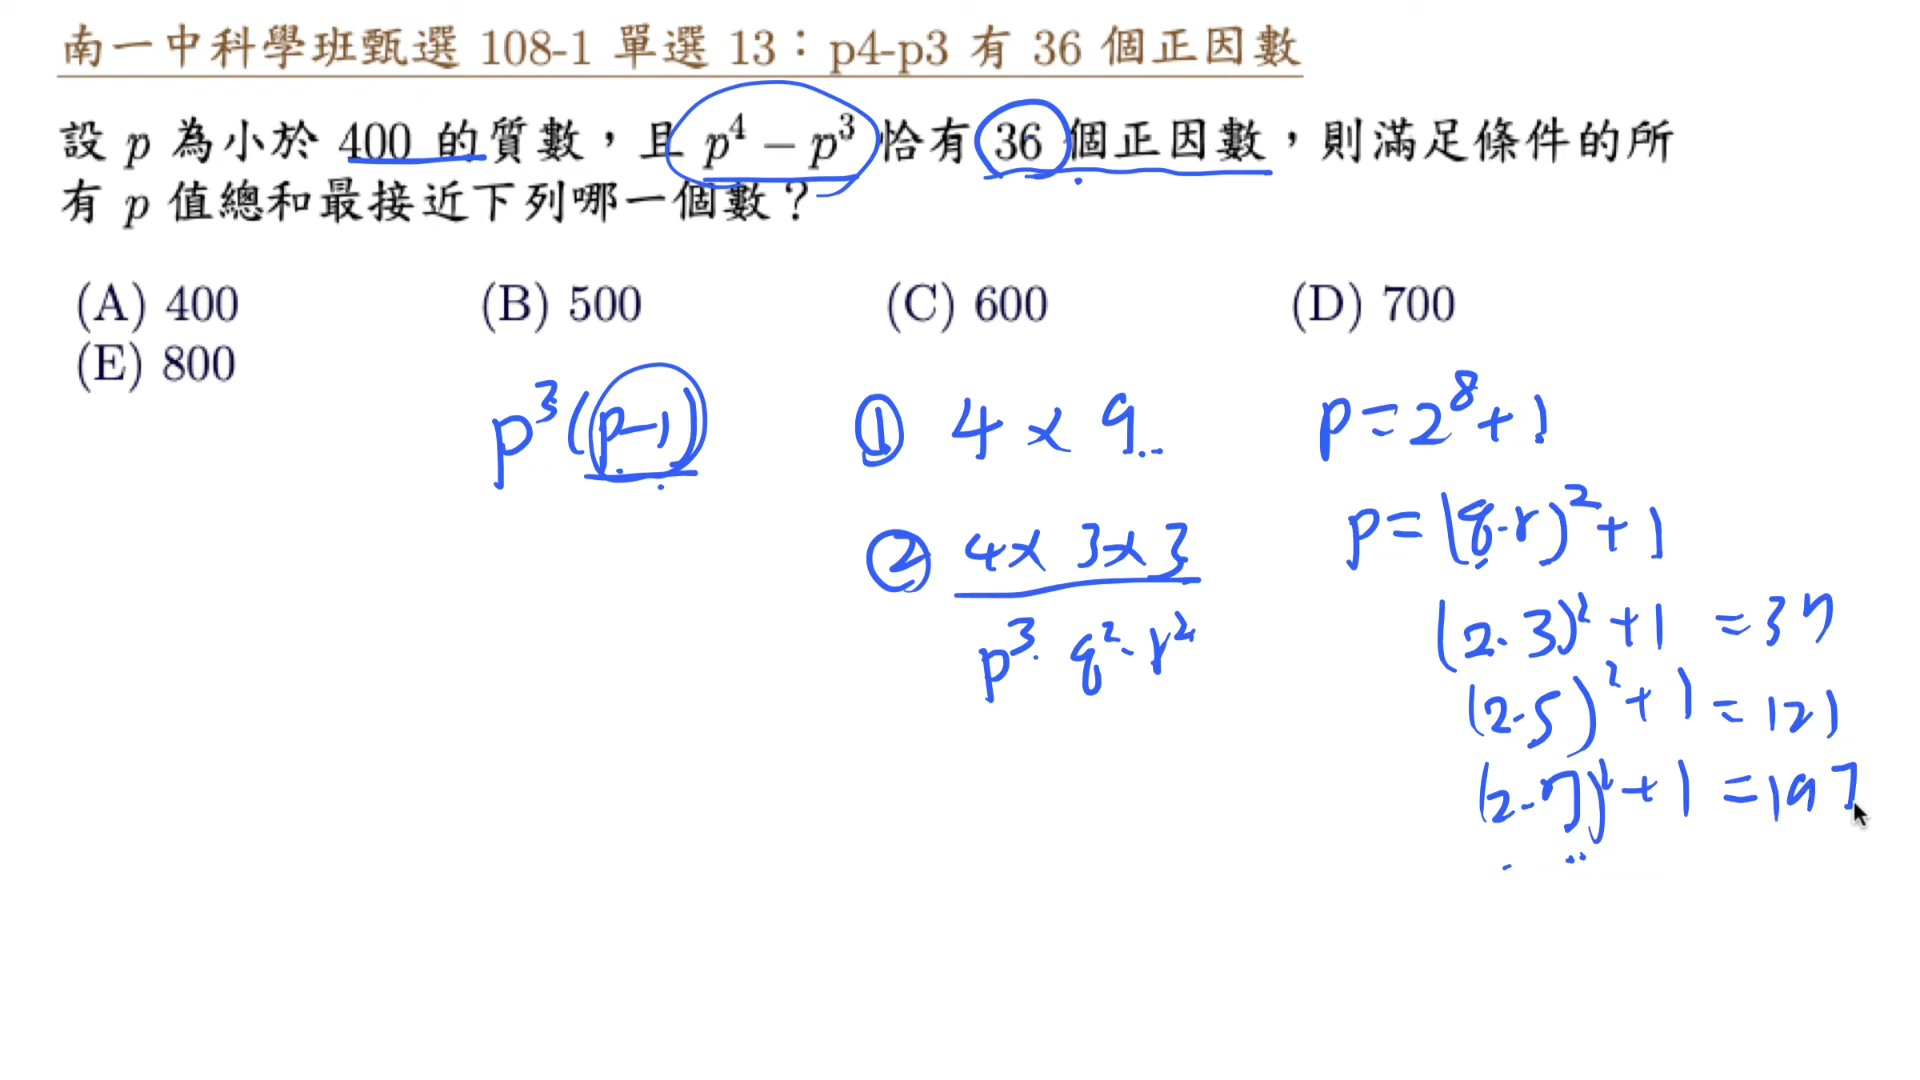 南一中科學班甄選 108-1 單選 13：p4-p3 有 36 個正因數
設 p 為小於 400 的質數，且 p⁴ − p³ 恰有 36 個正因數，則滿足條件的所
有 p 值總和最接近下列哪一個數？
(A) 400 (B) 500 (C) 600 (D) 700
(E) 800
p³(p-1)
① 4 × 9
② 4 × 3 × 3
p³·q²·r²
p = 2⁸ + 1
p = (q·r)² + 1
(2·3)² + 1 = 37
(2·5)² + 1 = 121
(2·7)² + 1 = 197